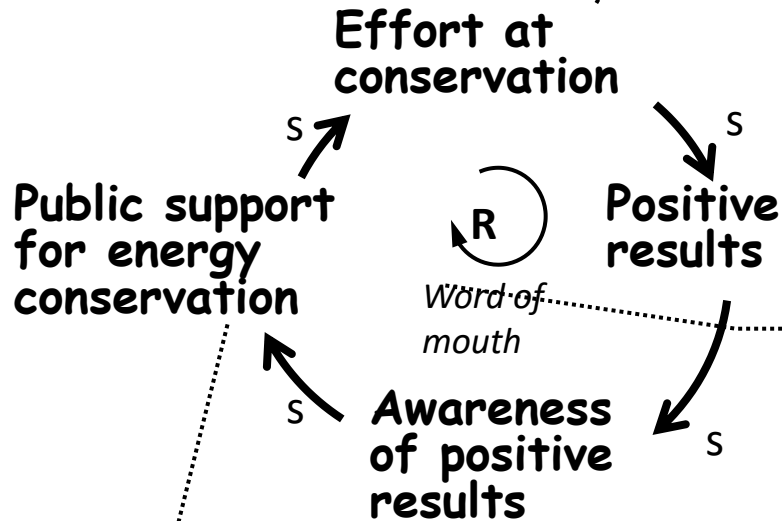 Effort at
conservation
S
S
Public support
for energy
conservation
Positive
results
R
Word of
mouth
S
S
Awareness
of positive
results